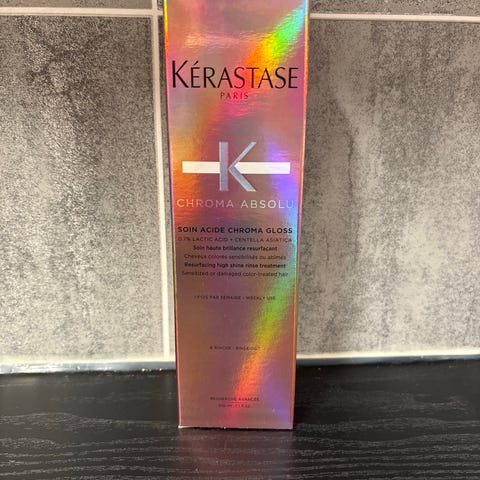 KÉRASTASE
PARIS
K
CHROMA ABSOLU
SOIN ACIDE CHROMA GLOSS
0.7% LACTIC ACID + CENTELLA ASIATICA
Soin haute brillance resurfaçant
Cheveux colorés sensibilisés ou abîmés
Resurfacing high shine rinse treatment
Sensitized or damaged color-treated hair
1 FOIS PAR SEMAINE - WEEKLY USE
À RINCER - RINSE-OUT
RECHERCHE AVANCÉE